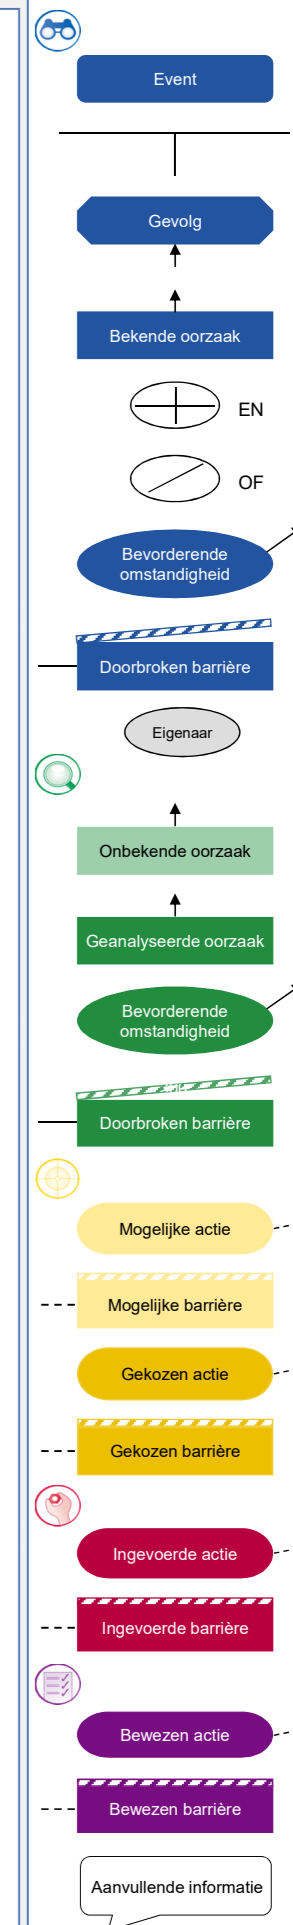 Event
Gevolg
Bekende oorzaak
EN
OF
Bevorderende
omstandigheid
Doorbroken barrière
Eigenaar
Onbekende oorzaak
Geanalyseerde oorzaak
Bevorderende
omstandigheid
Doorbroken barrière
Mogelijke actie
Mogelijke barrière
Gekozen actie
Gekozen barrière
Ingevoerde actie
Ingevoerde barrière
Bewezen actie
Bewezen barrière
Aanvullende informatie